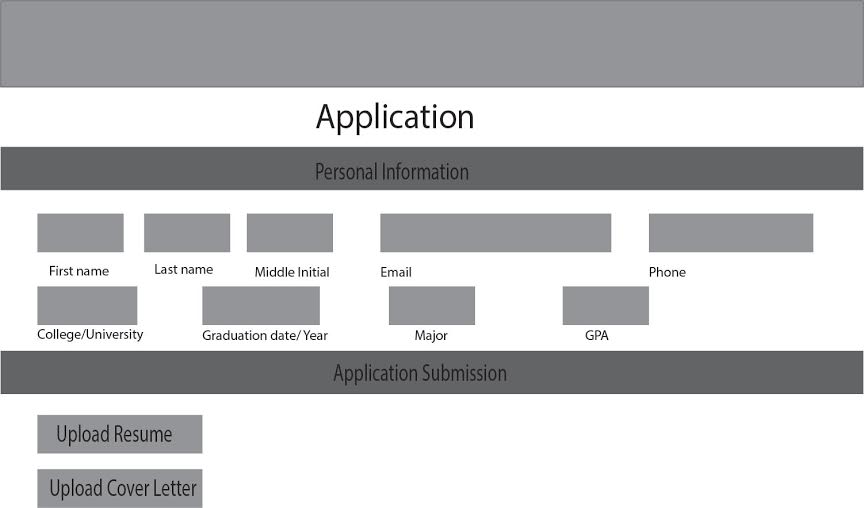 Application
Personal Information
First name
Last name
Middle Initial
Email
Phone
College/University
Graduation date/ Year
Major
GPA
Application Submission
Upload Resume
Upload Cover Letter